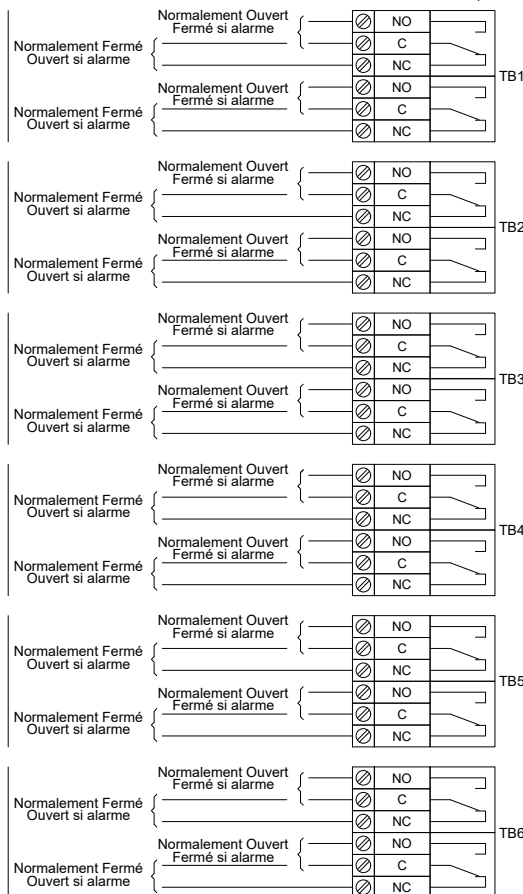 Normalement Ouvert
Fermé si alarme
NO
Normalement Fermé
Ouvert si alarme
C
NC
TB1
Normalement Ouvert
Fermé si alarme
NO
Normalement Fermé
Ouvert si alarme
C
NC
Normalement Ouvert
Fermé si alarme
NO
Normalement Fermé
Ouvert si alarme
C
NC
TB2
Normalement Ouvert
Fermé si alarme
NO
Normalement Fermé
Ouvert si alarme
C
NC
Normalement Ouvert
Fermé si alarme
NO
Normalement Fermé
Ouvert si alarme
C
NC
TB3
Normalement Ouvert
Fermé si alarme
NO
Normalement Fermé
Ouvert si alarme
C
NC
Normalement Ouvert
Fermé si alarme
NO
Normalement Fermé
Ouvert si alarme
C
NC
TB4
Normalement Ouvert
Fermé si alarme
NO
Normalement Fermé
Ouvert si alarme
C
NC
Normalement Ouvert
Fermé si alarme
NO
Normalement Fermé
Ouvert si alarme
C
NC
TB5
Normalement Ouvert
Fermé si alarme
NO
Normalement Fermé
Ouvert si alarme
C
NC
Normalement Ouvert
Fermé si alarme
NO
Normalement Fermé
Ouvert si alarme
C
NC
TB6
Normalement Ouvert
Fermé si alarme
NO
Normalement Fermé
Ouvert si alarme
C
NC